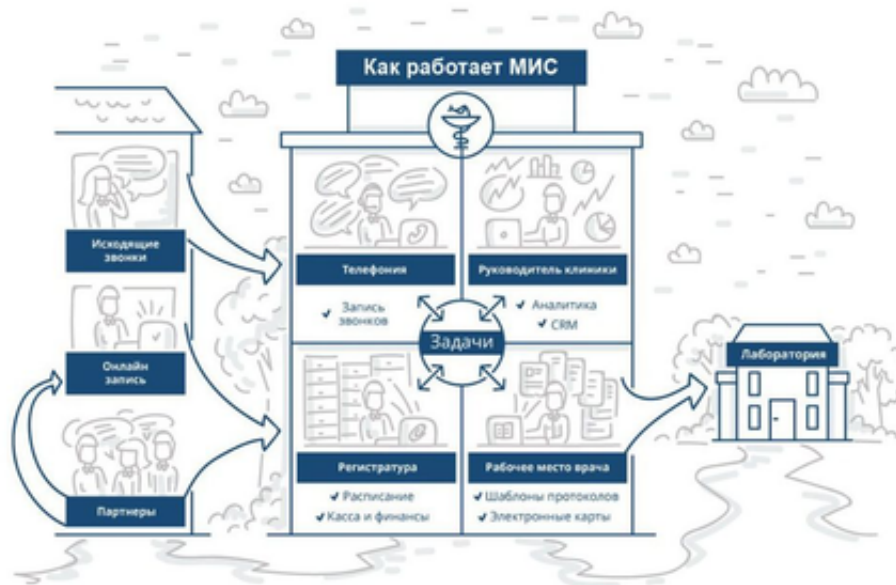 Как работает МИС
Исходящие
звонки
Онлайн
запись
Партнеры
Телефония
✔ Запись
звонков
Руководитель клиники
✔ Аналитика
✔ CRM
Задачи
Регистратура
✔ Расписание
✔ Касса и финансы
Рабочее место врача
✔ Шаблоны протоколов
✔ Электронные карты
Лаборатория